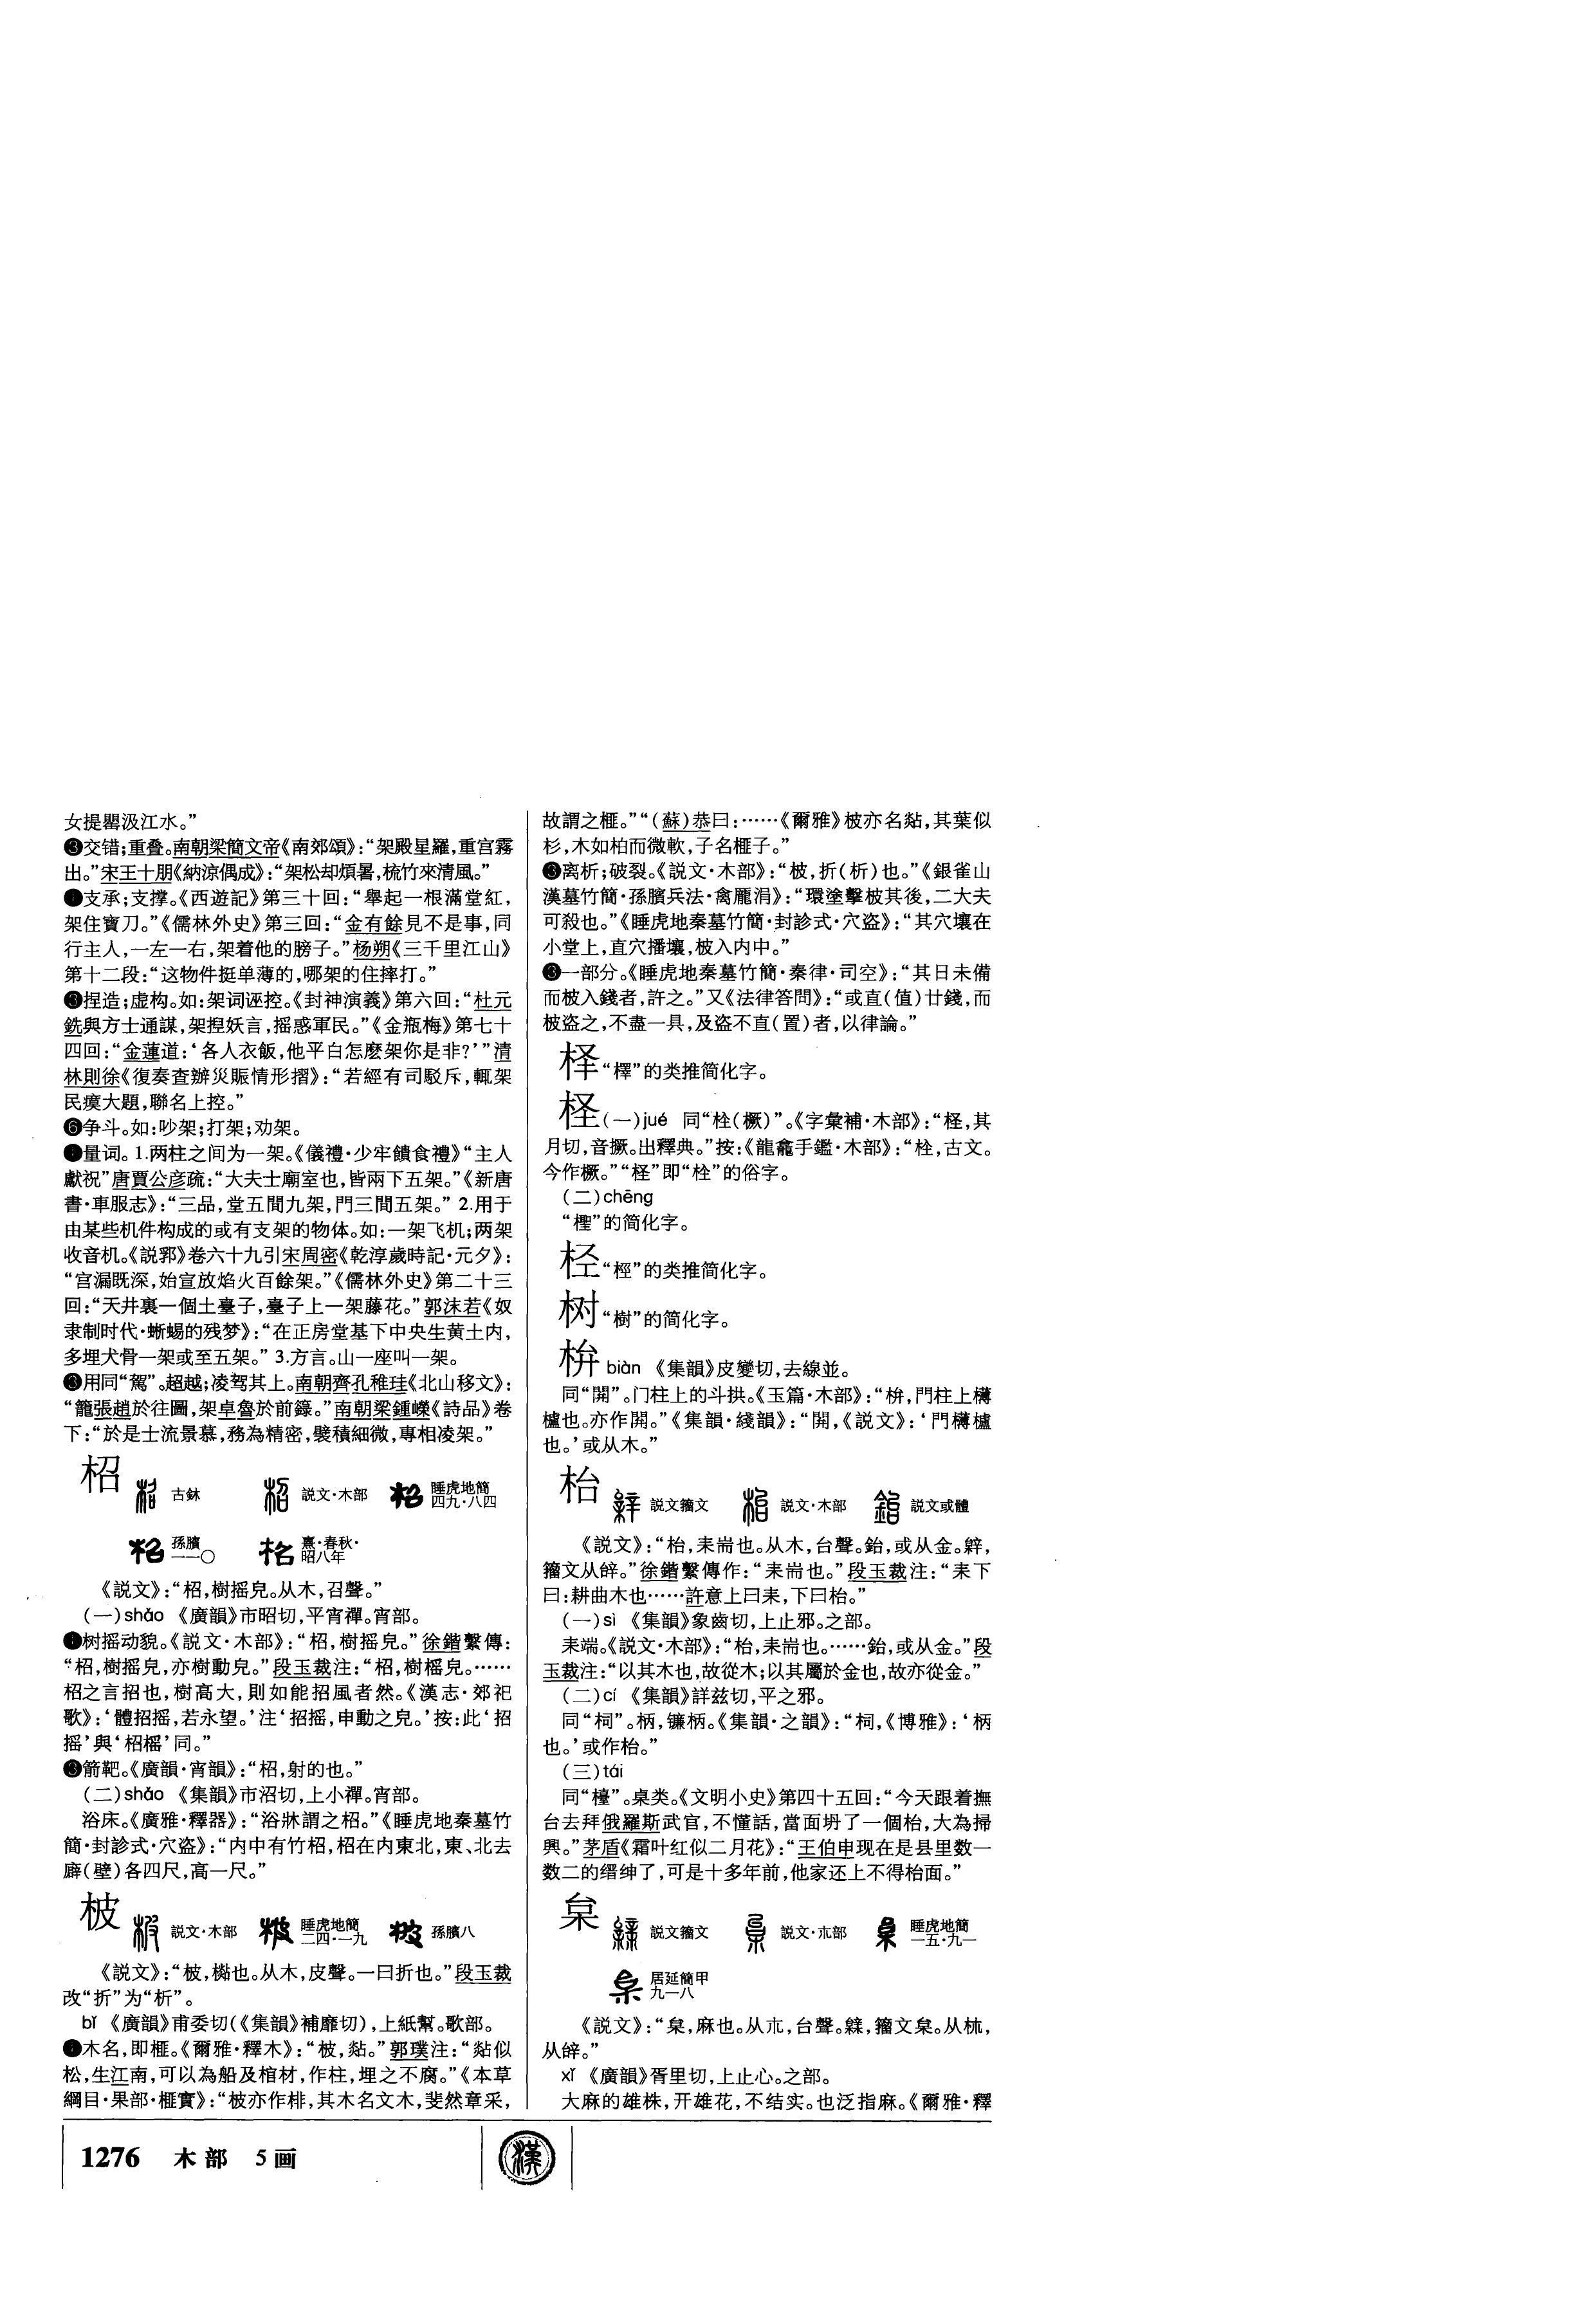 女提罌汲江水。”
❸交错;重叠。南朝梁簡文帝《南郊頌》:“架殿星羅,重宫霧
出。”宋王十朋《納涼偶成》:“架松却煩暑,梳竹來清風。”
支承;支撑。《西遊記》第三十回:“舉起一根滿堂紅,
架住寶刀。”《儒林外史》第三回:“金有餘見不是事,同
行主人,一左一右,架着他的膀子。”杨朔《三千里江山》
第十二段:“这物件挺单薄的,哪架的住摔打。”
捏造;虚构。如:架词诬控。《封神演義》第六回:“杜元
銑與方士通謀,架捏妖言,摇惑軍民。”《金瓶梅》第七十
四回:“金蓮道:‘各人衣飯,他平白怎麽架你是非?’”清
林則徐《復奏查辦災賑情形摺》:“若經有司駁斥,輒架
民瘼大題,聯名上控。”
❻争斗。如:吵架;打架;劝架。
量词。1.两柱之间为一架。《儀禮·少牢饋食禮》“主人
獻祝”唐賈公彦疏:“大夫士廟室也,皆兩下五架。”《新唐
書·車服志》:“三品,堂五間九架,門三間五架。” 2.用于
由某些机件构成的或有支架的物体。如:一架飞机;两架
收音机。《説郛》卷六十九引宋周密《乾淳歲時記·元夕》:
“宫漏既深,始宣放焰火百餘架。”《儒林外史》第二十三
回:“天井裏一個土臺子,臺子上一架藤花。”郭沫若《奴
隶制时代·蜥蜴的残梦》:“在正房堂基下中央生黄土内,
多埋犬骨一架或至五架。” 3.方言。山一座叫一架。
用同“駕”。超越;凌驾其上。南朝齊孔稚珪《北山移文》:
“籠張趙於往圖,架卓魯於前籙。”南朝梁鍾嶸《詩品》卷
下:“於是士流景慕,務為精密,襞積細微,專相凌架。”
柖 古鉥 説文·木部 睡虎地簡四九·八四
孫臏一一〇 熹·春秋·昭八年
《説文》:“柖,樹摇皃。从木,召聲。”
(一)sháo 《廣韻》市昭切,平宵禪。宵部。
❶树摇动貌。《説文·木部》:“柖,樹摇皃。”徐鍇繫傳:
“柖,樹摇皃,亦樹動皃。”段玉裁注:“柖,樹榣皃。……
柖之言招也,樹高大,則如能招風者然。《漢志·郊祀
歌》:‘體招摇,若永望。’注‘招摇,申動之皃。’按:此‘招
摇’與‘柖榣’同。”
箭靶。《廣韻·宵韻》:“柖,射的也。”
(二)shào 《集韻》市沼切,上小禪。宵部。
浴床。《廣雅·釋器》:“浴牀謂之柖。”《睡虎地秦墓竹
簡·封診式·穴盗》:“内中有竹柖,柖在内東北,東、北去
廦(壁)各四尺,高一尺。”
柀 説文·木部 睡虎地簡二四·一九 孫臏八
《説文》:“柀,㯳也。从木,皮聲。一曰折也。”段玉裁
改“折”为“析”。
bǐ 《廣韻》甫委切(《集韻》補靡切),上紙幫。歌部。
❶木名,即榧。《爾雅·釋木》:“柀,煔。”郭璞注:“煔似
松,生江南,可以為船及棺材,作柱,埋之不腐。”《本草
綱目·果部·榧實》:“柀亦作棑,其木名文木,斐然章采,
故謂之榧。”“(蘇)恭曰:……《爾雅》柀亦名煔,其葉似
杉,木如柏而微軟,子名榧子。”
离析;破裂。《説文·木部》:“柀,折(析)也。”《銀雀山
漢墓竹簡·孫臏兵法·禽龐涓》:“環塗擊柀其後,二大夫
可殺也。”《睡虎地秦墓竹簡·封診式·穴盗》:“其穴壤在
小堂上,直穴播壤,柀入内中。”
❸一部分。《睡虎地秦墓竹簡·秦律·司空》:“其日未備
而柀入錢者,許之。”又《法律答問》:“或直(值)廿錢,而
柀盗之,不盡一具,及盗不直(置)者,以律論。”
柽 “檡”的类推简化字。
柽(一)jué 同“栓(橛)”。《字彙補·木部》:“柽,其
月切,音撅。出釋典。”按:《龍龕手鑑·木部》:“栓,古文。
今作橛。”“柽”即“栓”的俗字。
(二)chēng
“檉”的简化字。
𣐕 “桱”的类推简化字。
树 “樹”的简化字。
栟 biàn 《集韻》皮變切,去線並。
同“開”。门柱上的斗拱。《玉篇·木部》:“栟,門柱上欂
櫨也。亦作開。”《集韻·綫韻》:“開,《説文》:‘門欂櫨
也。’或从木。”
枱 説文籀文 説文·木部 説文或體
《説文》:“枱,耒耑也。从木,台聲。鈶,或从金。䤅,
籀文从辝。”徐鍇繫傳作:“耒耑也。”段玉裁注:“耒下
曰:耕曲木也……許意上曰耒,下曰枱。”
(一)sì 《集韻》象齒切,上止邪。之部。
耒端。《説文·木部》:“枱,耒耑也。……鈶,或从金。”段
玉裁注:“以其木也,故從木;以其屬於金也,故亦從金。”
(二)cí 《集韻》詳兹切,平之邪。
同“柌”。柄,镰柄。《集韻·之韻》:“柌,《博雅》:‘柄
也。’或作枱。”
(三)tái
同“檯”。桌类。《文明小史》第四十五回:“今天跟着撫
台去拜俄羅斯武官,不懂話,當面坍了一個枱,大為掃
興。”茅盾《霜叶红似二月花》:“王伯申现在是县里数一
数二的缙绅了,可是十多年前,他家还上不得枱面。”
枲 説文籀文 説文·朩部 睡虎地簡一五·九一
居延簡甲九一八
《説文》:“枲,麻也。从朩,台聲。𣝎,籀文枲。从𣏟,
从辝。”
xǐ 《廣韻》胥里切,上止心。之部。
大麻的雄株,开雄花,不结实。也泛指麻。《爾雅·釋
1276 木部 5画
漢